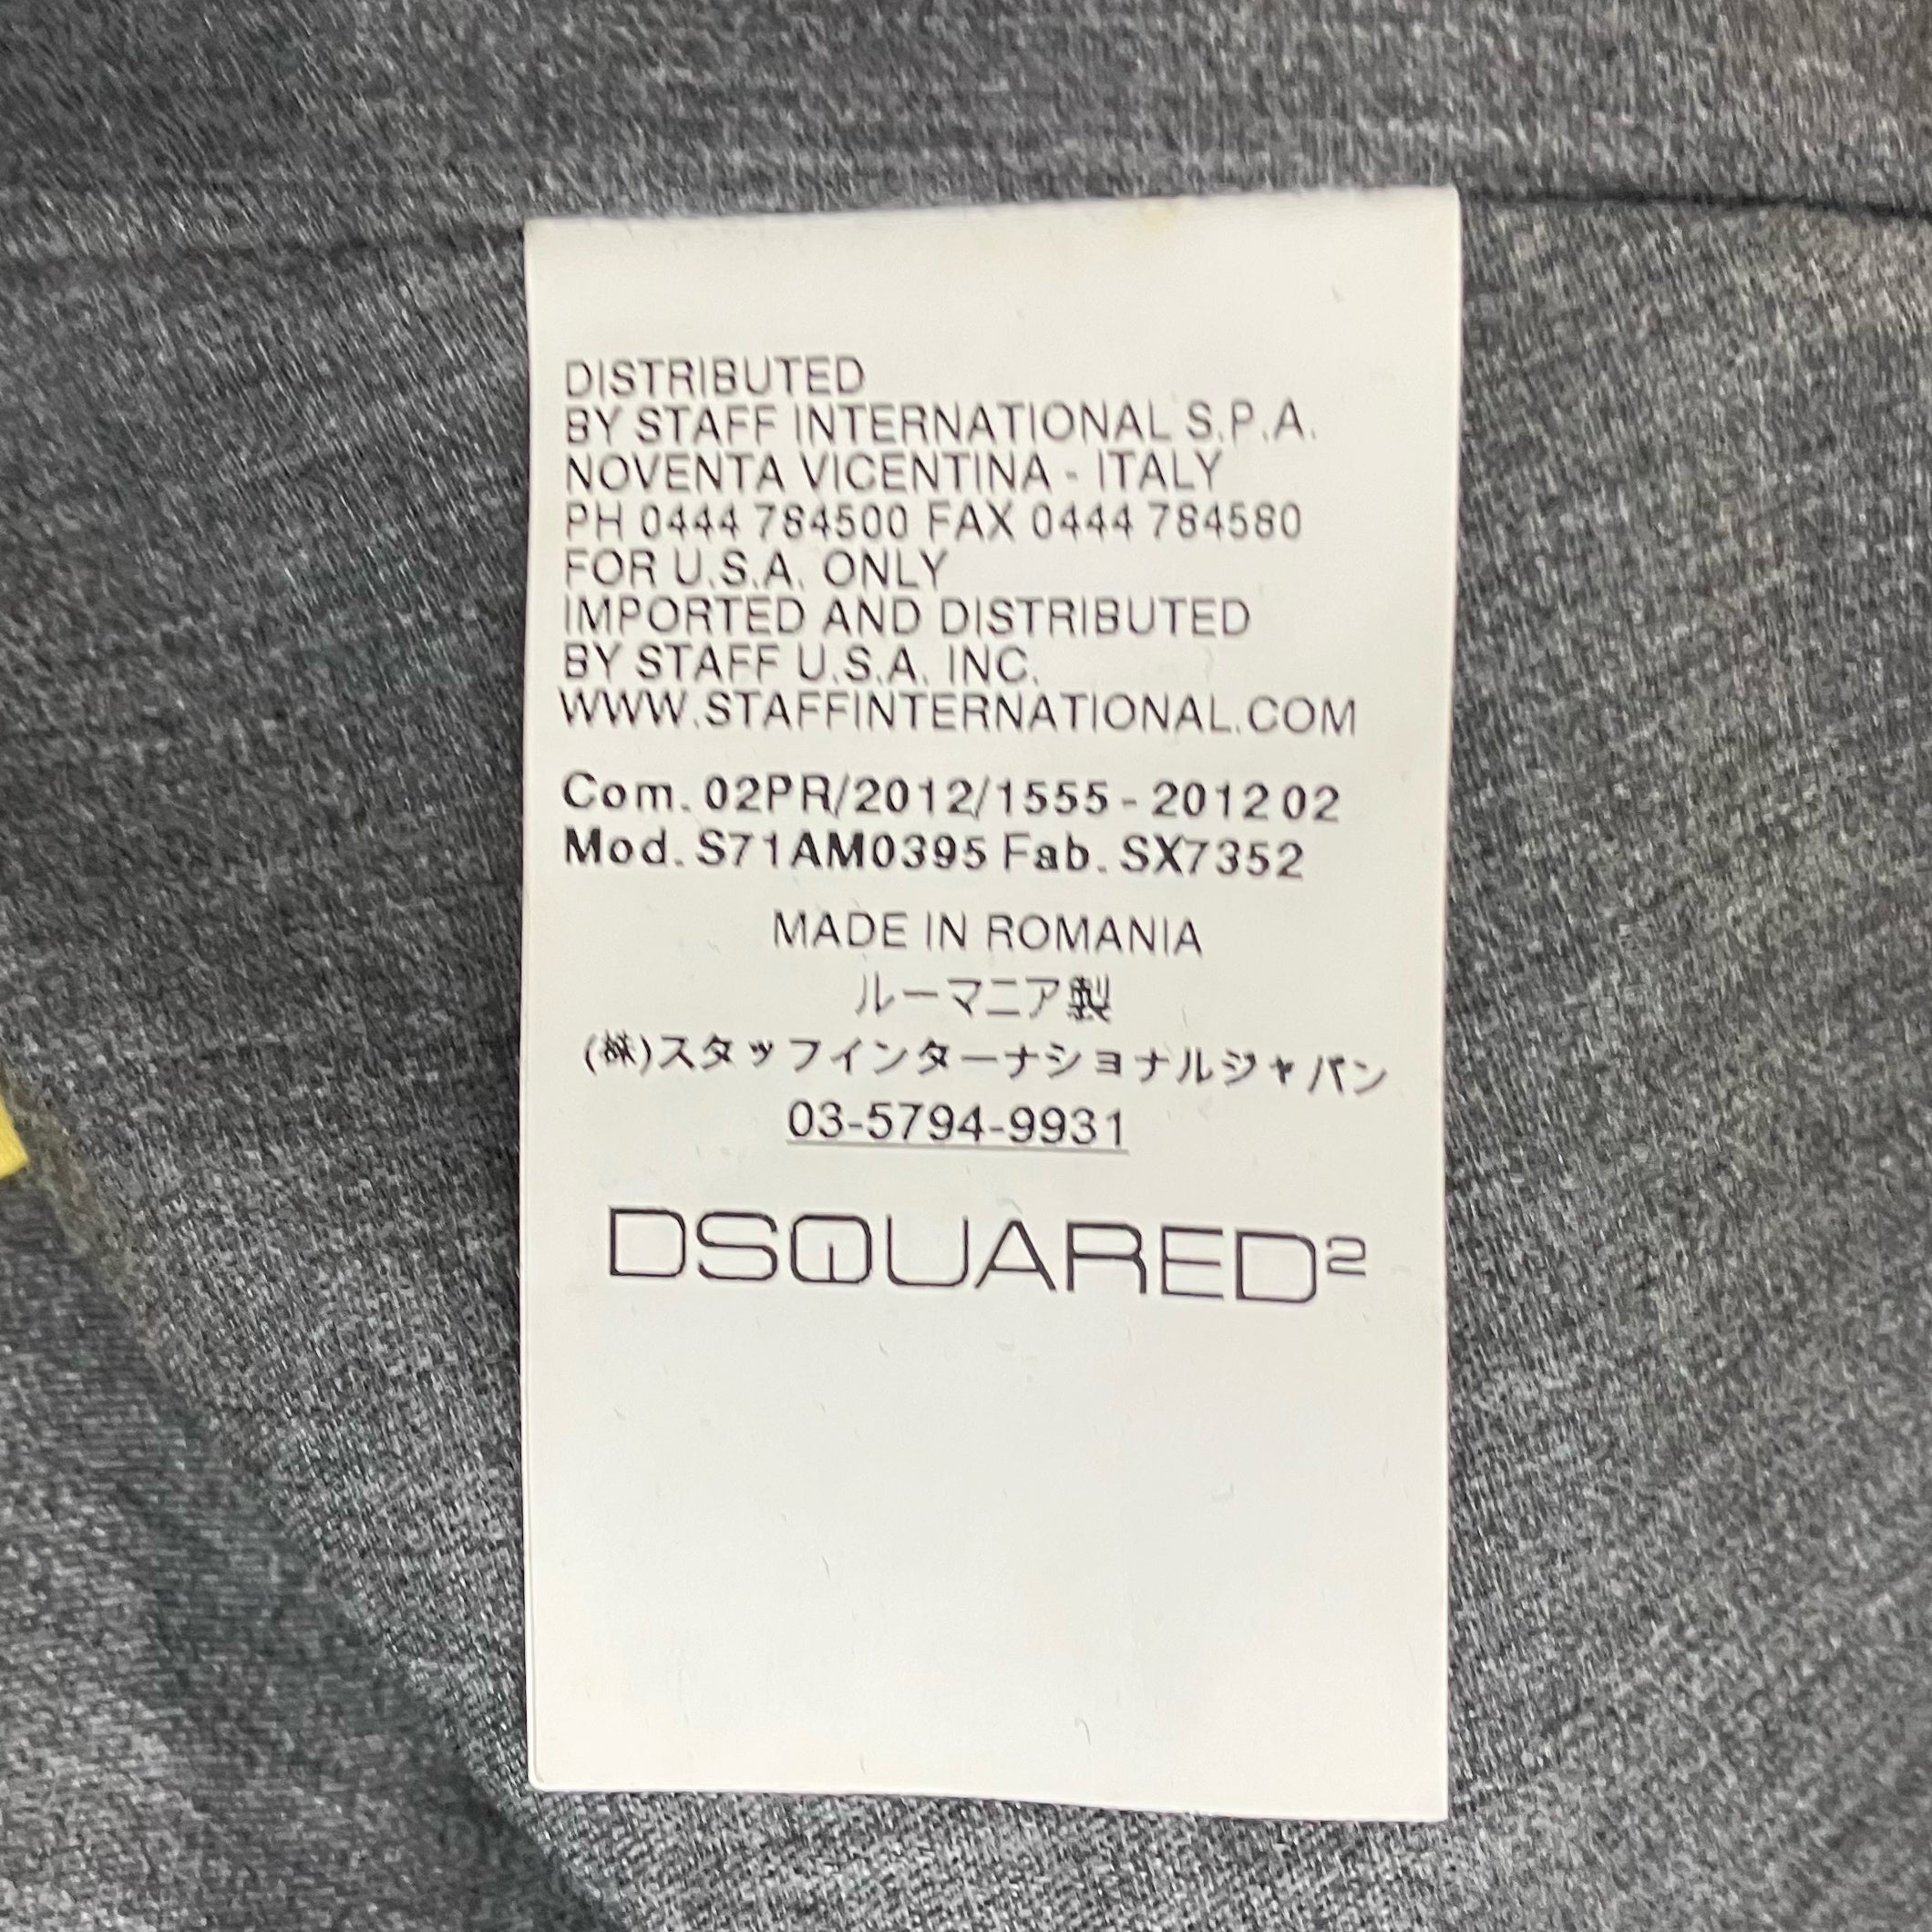 DISTRIBUTED
BY STAFF INTERNATIONAL S.P.A.
NOVENTA VICENTINA - ITALY
PH 0444 784500 FAX 0444 784580
FOR U.S.A. ONLY
IMPORTED AND DISTRIBUTED
BY STAFF U.S.A. INC.
WWW.STAFFINTERNATIONAL.COM
Com. 02PR/2012/1555 - 2012 02
Mod. S71AM0395 Fab. SX7352
MADE IN ROMANIA
ルーマニア製
(株)スタッフインターナショナルジャパン
03-5794-9931
DSQUARED²